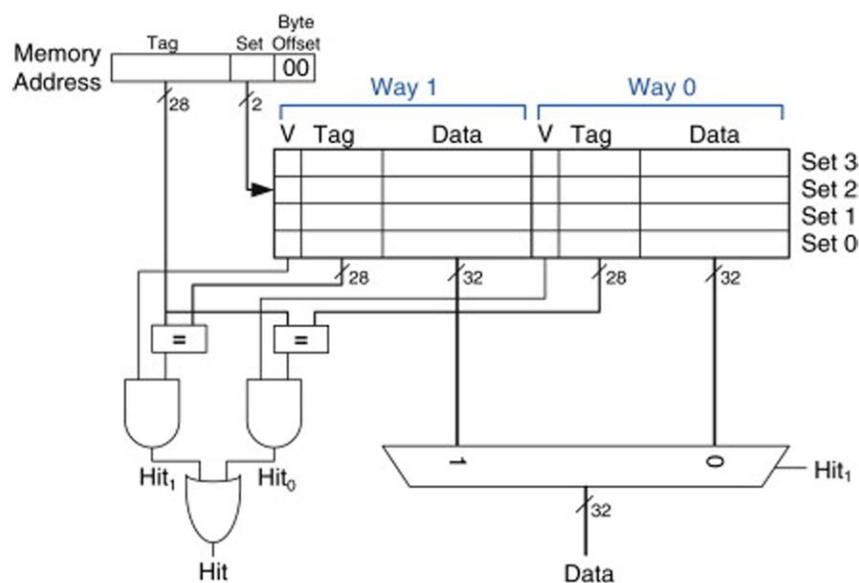 Byte
Tag Set Offset
Memory Address 00
28 2
Way 1 Way 0
V Tag Data V Tag Data
Set 3
Set 2
Set 1
Set 0
28 32 28 32
= =
1 0
Hit₁ Hit₀ Hit₁
32
Hit Data